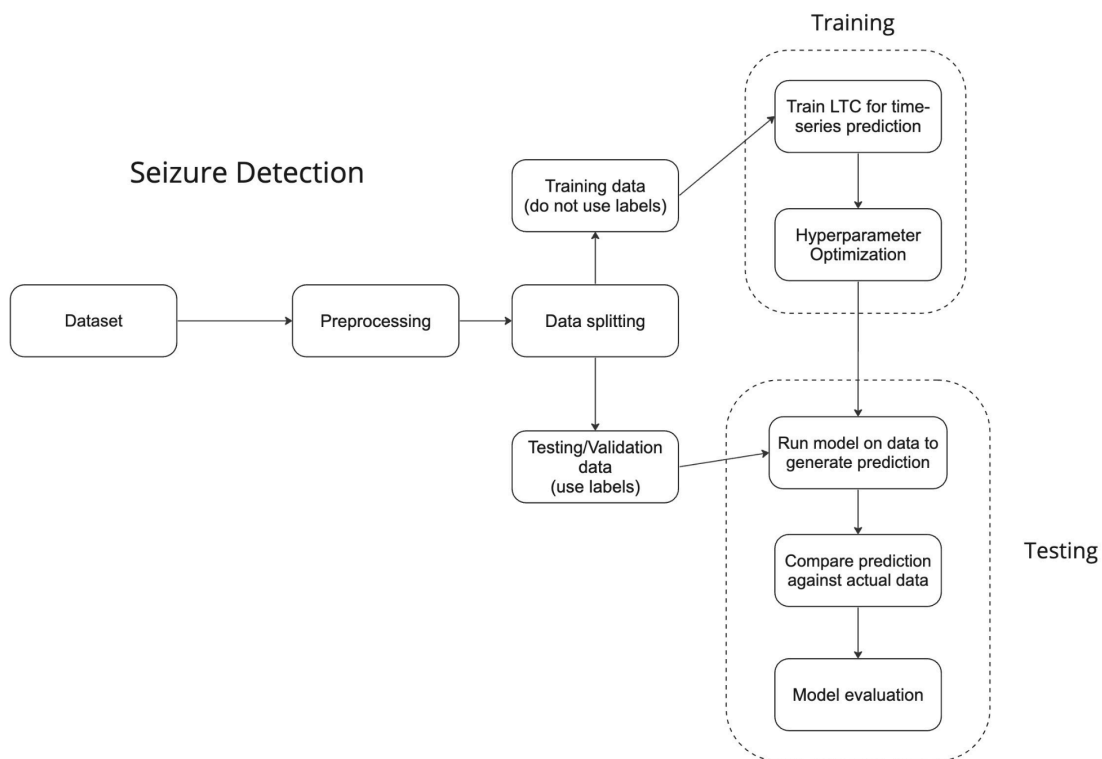 Training
Train LTC for time-
series prediction
Seizure Detection
Training data
(do not use labels)
Hyperparameter
Optimization
Dataset
Preprocessing
Data splitting
Testing/Validation
data
(use labels)
Run model on data to
generate prediction
Testing
Compare prediction
against actual data
Model evaluation